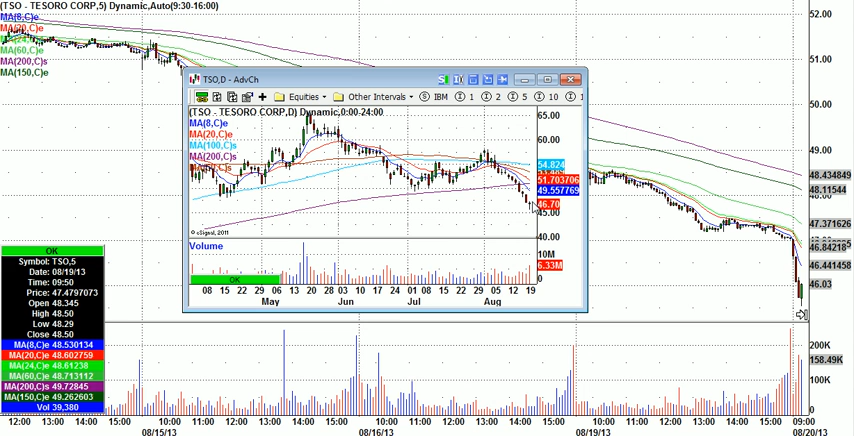 (TSO - TESORO CORP,5) Dynamic,Auto(9:30-16:00)
MA(8,C)e
MA(20,C)e
MA(60,C)e
MA(200,C)s
MA(150,C)e
52.00
51.00
50.00
49.00
48.434849
48.11544
47.371626
46.84218
46.441458
46.03
TSO,D - AdvCh
Equities
Other Intervals
IBM
1
2
5
10
(TSO - TESORO CORP,D) Dynamic,0:00-24:00
MA(8,C)e
MA(20,C)e
MA(100,C)s
MA(200,C)s
65.00
60.00
54.824
51.703706
49.557769
46.70
45.00
40.00
© eSignal, 2011
Volume
10M
6.33M
OK
08 15 22 29 06 13 20 28 03 10 17 24 01 08 15 22 29 05 12 19
May Jun Jul Aug
OK
Symbol: TSO,5
Date: 08/19/13
Time: 09:50
Price: 47.4797073
Open 48.345
High 48.50
Low 48.29
Close 48.50
MA(8,C)e 48.530134
MA(20,C)e 48.602759
MA(24,C)e 48.61238
MA(60,C)e 48.713112
MA(200,C)s 49.72845
MA(150,C)e 49.262603
Vol 39,380
200K
158.49K
100K
0.00
12:00 13:00 14:00 15:00 10:00 11:00 12:00 13:00 14:00 15:00 10:00 11:00 12:00 13:00 14:00 15:00 10:00 11:00 12:00 13:00 14:00 15:00 09:00
08/15/13 08/16/13 08/19/13 08/20/13